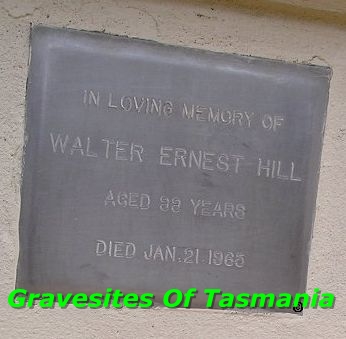 IN LOVING MEMORY OF
WALTER ERNEST HILL
AGED YEARS
DIED JAN. 21. 1965
Gravesites Of Tasmania